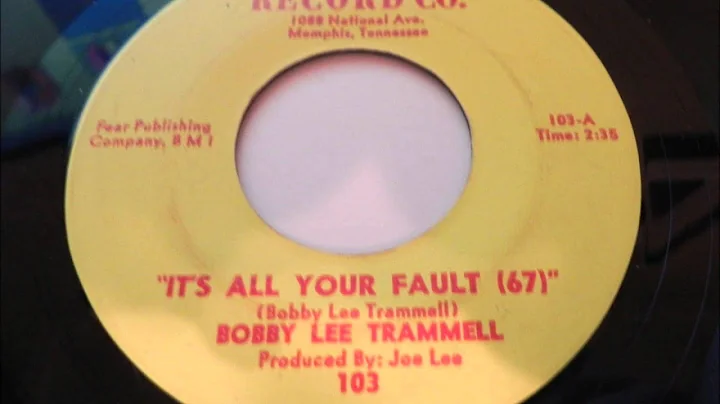 RECORD CO.
1088 National Ave.
Memphis, Tennessee
Fear Publishing
Company, B M I
103-A
Time: 2:35
"IT'S ALL YOUR FAULT (67)"
(Bobby Lee Trammell)
BOBBY LEE TRAMMELL
Produced By: Joe Lee
103